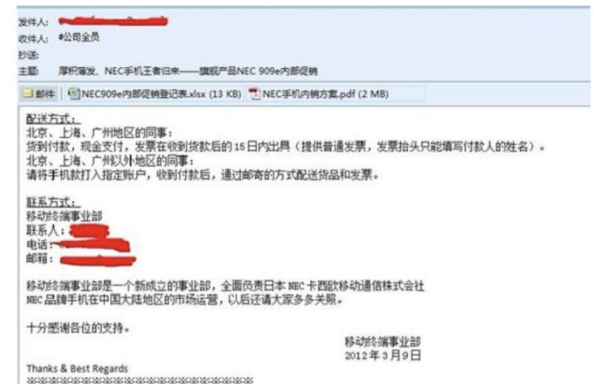 发件人:
收件人: #公司全员
抄送:
主题: 厚积薄发、NEC手机王者归来——旗舰产品NEC 909e内部促销
邮件 NEC909e内部促销登记表.xlsx (13 KB) NEC手机内销方案.pdf (2 MB)
配送方式:
北京、上海、广州地区的同事:
货到付款,现金支付,发票在收到货款后的15日内出具(提供普通发票,发票抬头只能填写付款人的姓名)。
北京、上海、广州以外地区的同事:
请将手机款打入指定账户,收到付款后,通过邮寄的方式配送货品和发票。
联系方式:
移动终端事业部
联系人:
电话:
邮箱:
移动终端事业部是一个新成立的事业部,全面负责日本 NEC 卡西欧移动通信株式会社
NEC 品牌手机在中国大陆地区的市场运营,以后还请大家多多关照。
十分感谢各位的支持。
移动终端事业部
2012 年 3 月 9 日
Thanks & Best Regards
※※※※※※※※※※※※※※※※※※※※※